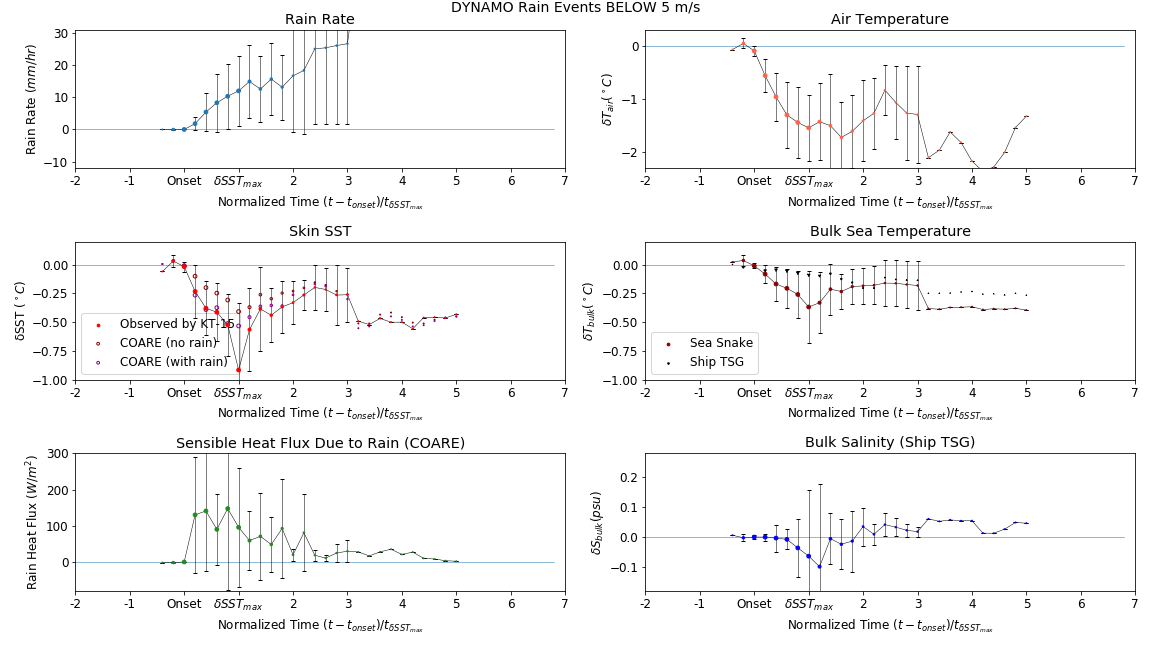 DYNAMO Rain Events BELOW 5 m/s
Rain Rate
Rain Rate (mm/hr)
30
20
10
0
−10
-2 -1 Onset δSST_max 2 3 4 5 6 7
Normalized Time (t − t_onset)/t_δSST_max
Air Temperature
δT_air(°C)
0
−1
−2
-2 -1 Onset δSST_max 2 3 4 5 6 7
Normalized Time (t − t_onset)/t_δSST_max
Skin SST
δSST (°C)
0.00
−0.25
−0.50
−0.75
−1.00
Observed by KT-15
COARE (no rain)
COARE (with rain)
-2 -1 Onset δSST_max 2 3 4 5 6 7
Normalized Time (t − t_onset)/t_δSST_max
Bulk Sea Temperature
δT_bulk(°C)
0.00
−0.25
−0.50
−0.75
−1.00
Sea Snake
Ship TSG
-2 -1 Onset δSST_max 2 3 4 5 6 7
Normalized Time (t − t_onset)/t_δSST_max
Sensible Heat Flux Due to Rain (COARE)
Rain Heat Flux (W/m²)
300
200
100
0
-2 -1 Onset δSST_max 2 3 4 5 6 7
Normalized Time (t − t_onset)/t_δSST_max
Bulk Salinity (Ship TSG)
δS_bulk(psu)
0.2
0.1
0.0
−0.1
-2 -1 Onset δSST_max 2 3 4 5 6 7
Normalized Time (t − t_onset)/t_δSST_max